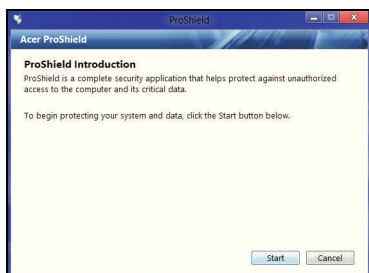 ProShield
Acer ProShield
ProShield Introduction
ProShield is a complete security application that helps protect against unauthorized
access to the computer and its critical data.
To begin protecting your system and data, click the Start button below.
Start Cancel